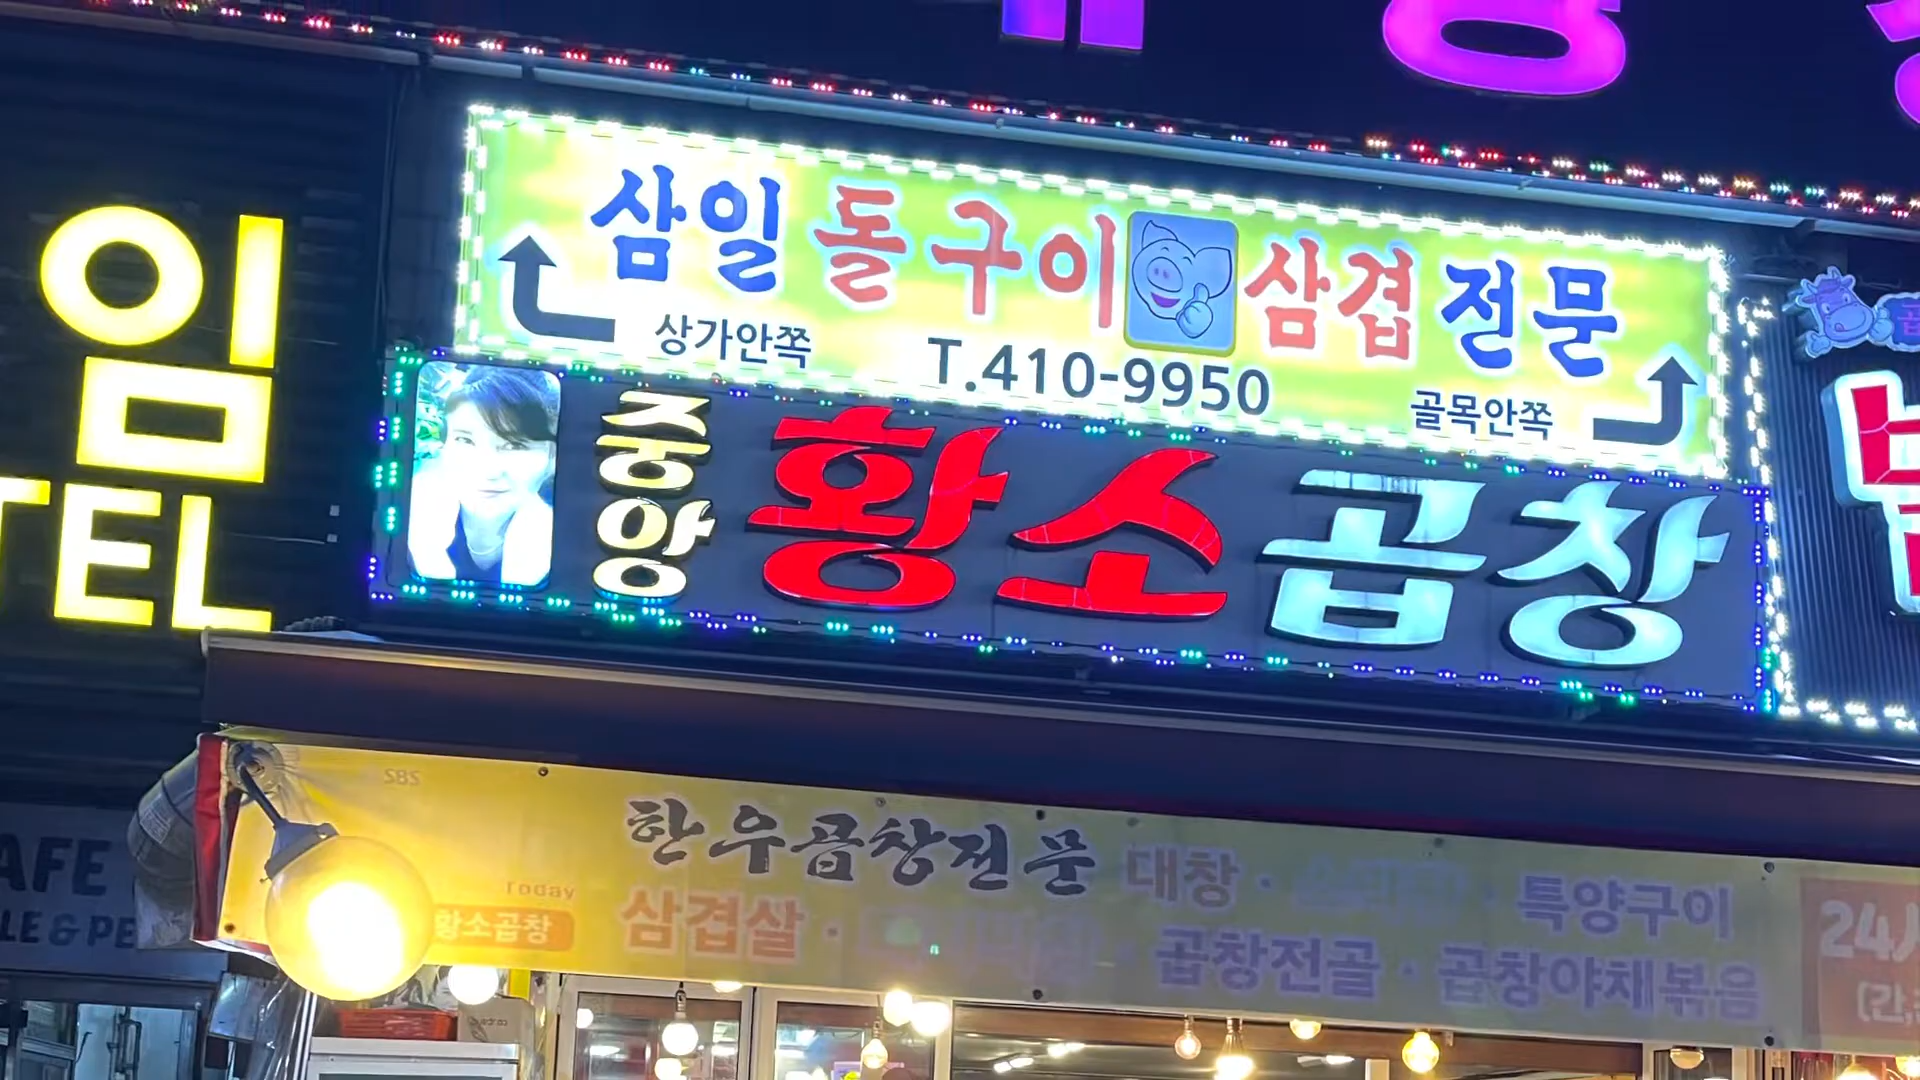 임
TEL
삼일 돌구이 삼겹 전문
상가안쪽 T.410-9950 골목안쪽
중앙 황소곱창
SBS
한우곱창전문 대창 · 특양구이
Today
황소곱창
삼겹살 · 곱창전골 · 곱창야채볶음
24
AFE
LE & PE